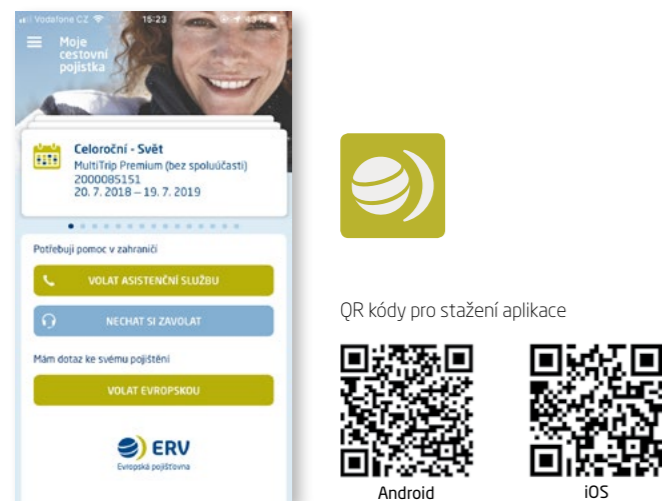 Vodafone CZ 15:23 43 %
Moje
cestovní
pojistka
Celoroční - Svět
MultiTrip Premium (bez spoluúčasti)
2000085151
20. 7. 2018 – 19. 7. 2019
Potřebuji pomoc v zahraničí
VOLAT ASISTENČNÍ SLUŽBU
NECHAT SI ZAVOLAT
Mám dotaz ke svému pojištění
VOLAT EVROPSKOU
ERV
Evropská pojišťovna
QR kódy pro stažení aplikace
Android
iOS